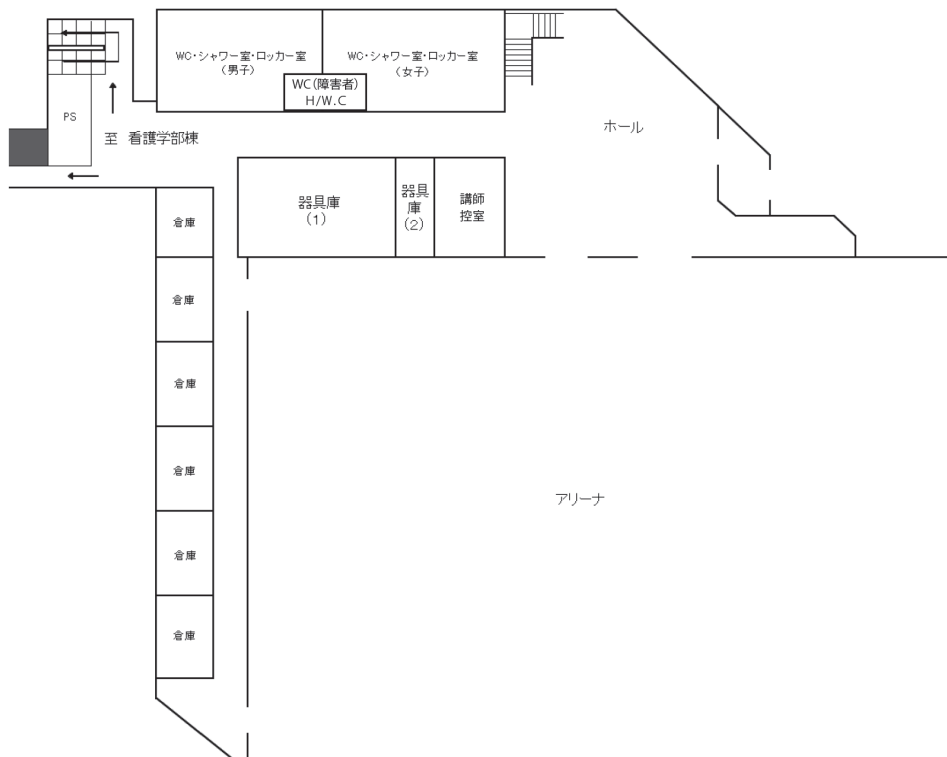 WC・シャワー室・ロッカー室
(男子)
WC・シャワー室・ロッカー室
(女子)
WC(障害者)
H/W.C
PS
至 看護学部棟
ホール
器具庫
(1)
器具
庫
(2)
講師
控室
倉庫
倉庫
倉庫
倉庫
倉庫
倉庫
アリーナ